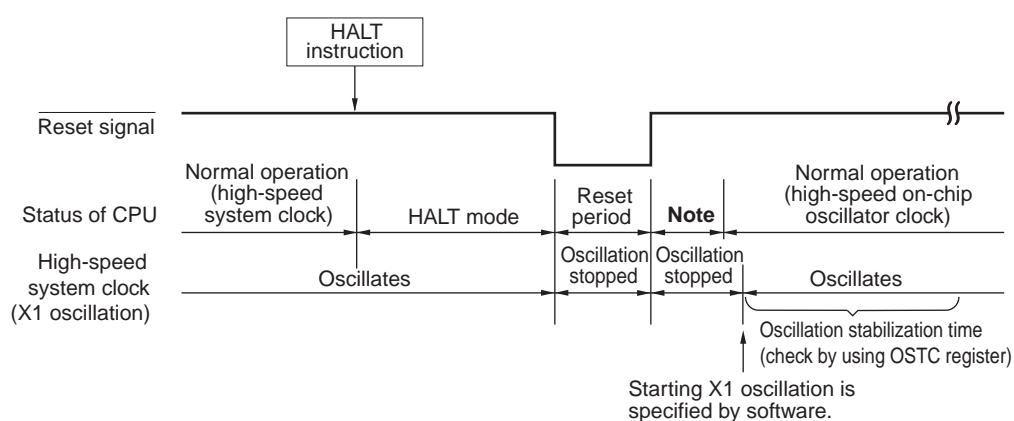 HALT
instruction
Reset signal
Normal operation
(high-speed
system clock)
Reset
period
Normal operation
(high-speed on-chip
oscillator clock)
Status of CPU
HALT mode
Note
High-speed
system clock
(X1 oscillation)
Oscillates
Oscillation
stopped
Oscillation
stopped
Oscillates
Oscillation stabilization time
(check by using OSTC register)
Starting X1 oscillation is
specified by software.